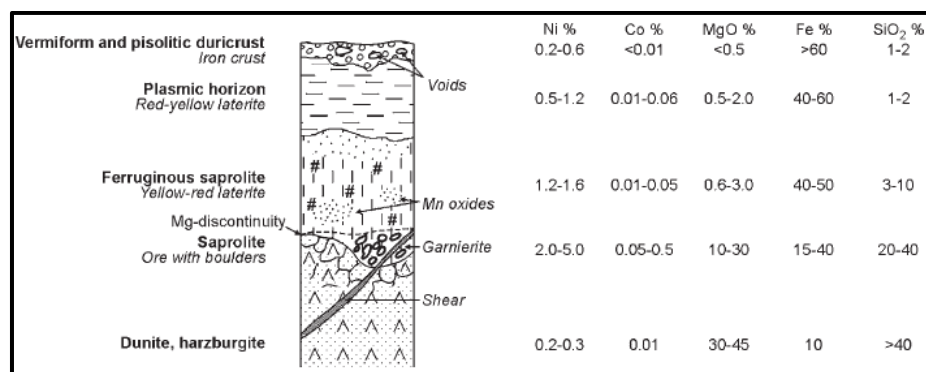 Ni % Co % MgO % Fe % SiO₂ %
Vermiform and pisolitic duricrust 0.2-0.6 <0.01 <0.5 >60 1-2
Iron crust
Voids
Plasmic horizon 0.5-1.2 0.01-0.06 0.5-2.0 40-60 1-2
Red-yellow laterite
# # # # #
Ferruginous saprolite 1.2-1.6 0.01-0.05 0.6-3.0 40-50 3-10
Yellow-red laterite
Mn oxides
Mg-discontinuity
Saprolite Garnierite 2.0-5.0 0.05-0.5 10-30 15-40 20-40
Ore with boulders
Shear
Dunite, harzburgite 0.2-0.3 0.01 30-45 10 >40